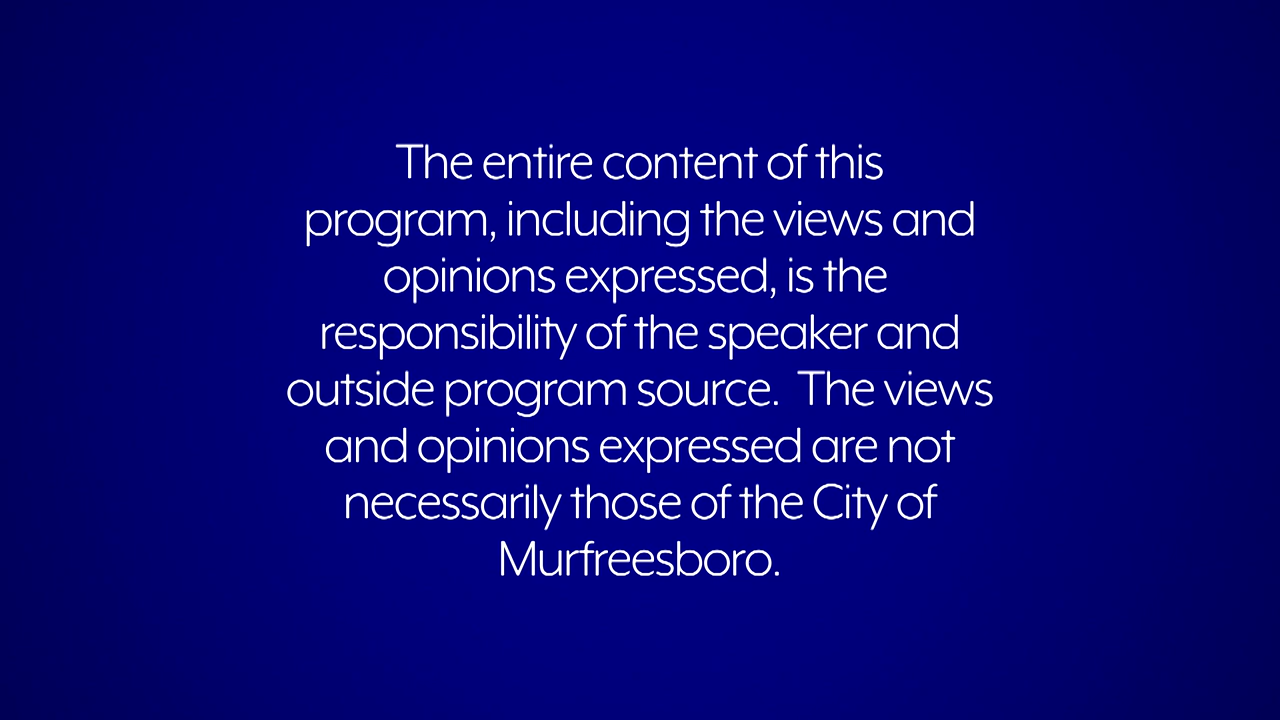 The entire content of this
program, including the views and
opinions expressed, is the
responsibility of the speaker and
outside program source.  The views
and opinions expressed are not
necessarily those of the City of
Murfreesboro.